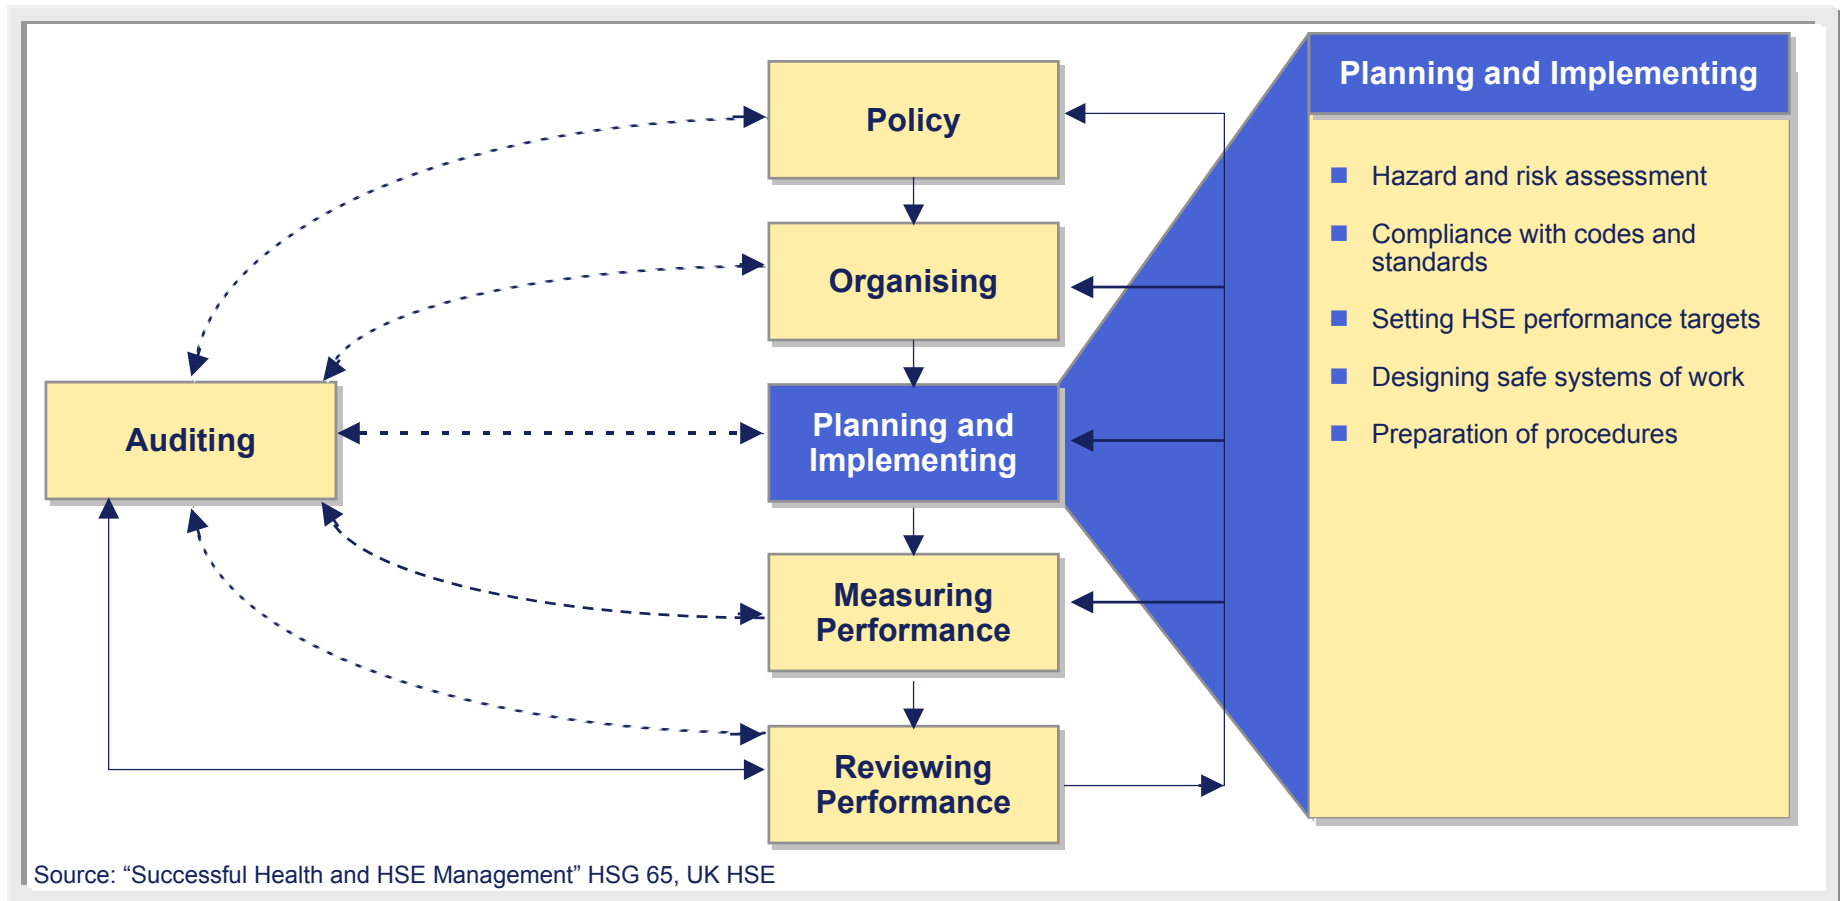 Policy
Organising
Auditing
Planning and
Implementing
Measuring
Performance
Reviewing
Performance
Planning and Implementing
Hazard and risk assessment
Compliance with codes and
standards
Setting HSE performance targets
Designing safe systems of work
Preparation of procedures
Source: “Successful Health and HSE Management” HSG 65, UK HSE